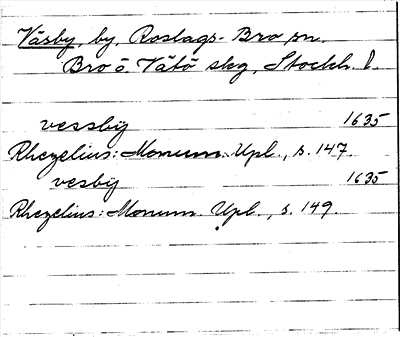 Väsby, by, Roslags-Bro sn.
Bro ö. Vätö skg, Stockh. l.
vessbÿ 1635
Rhezelius: Monum. Upl., s. 147.
vesbÿ 1635
Rhezelius: Monum. Upl., s. 149.